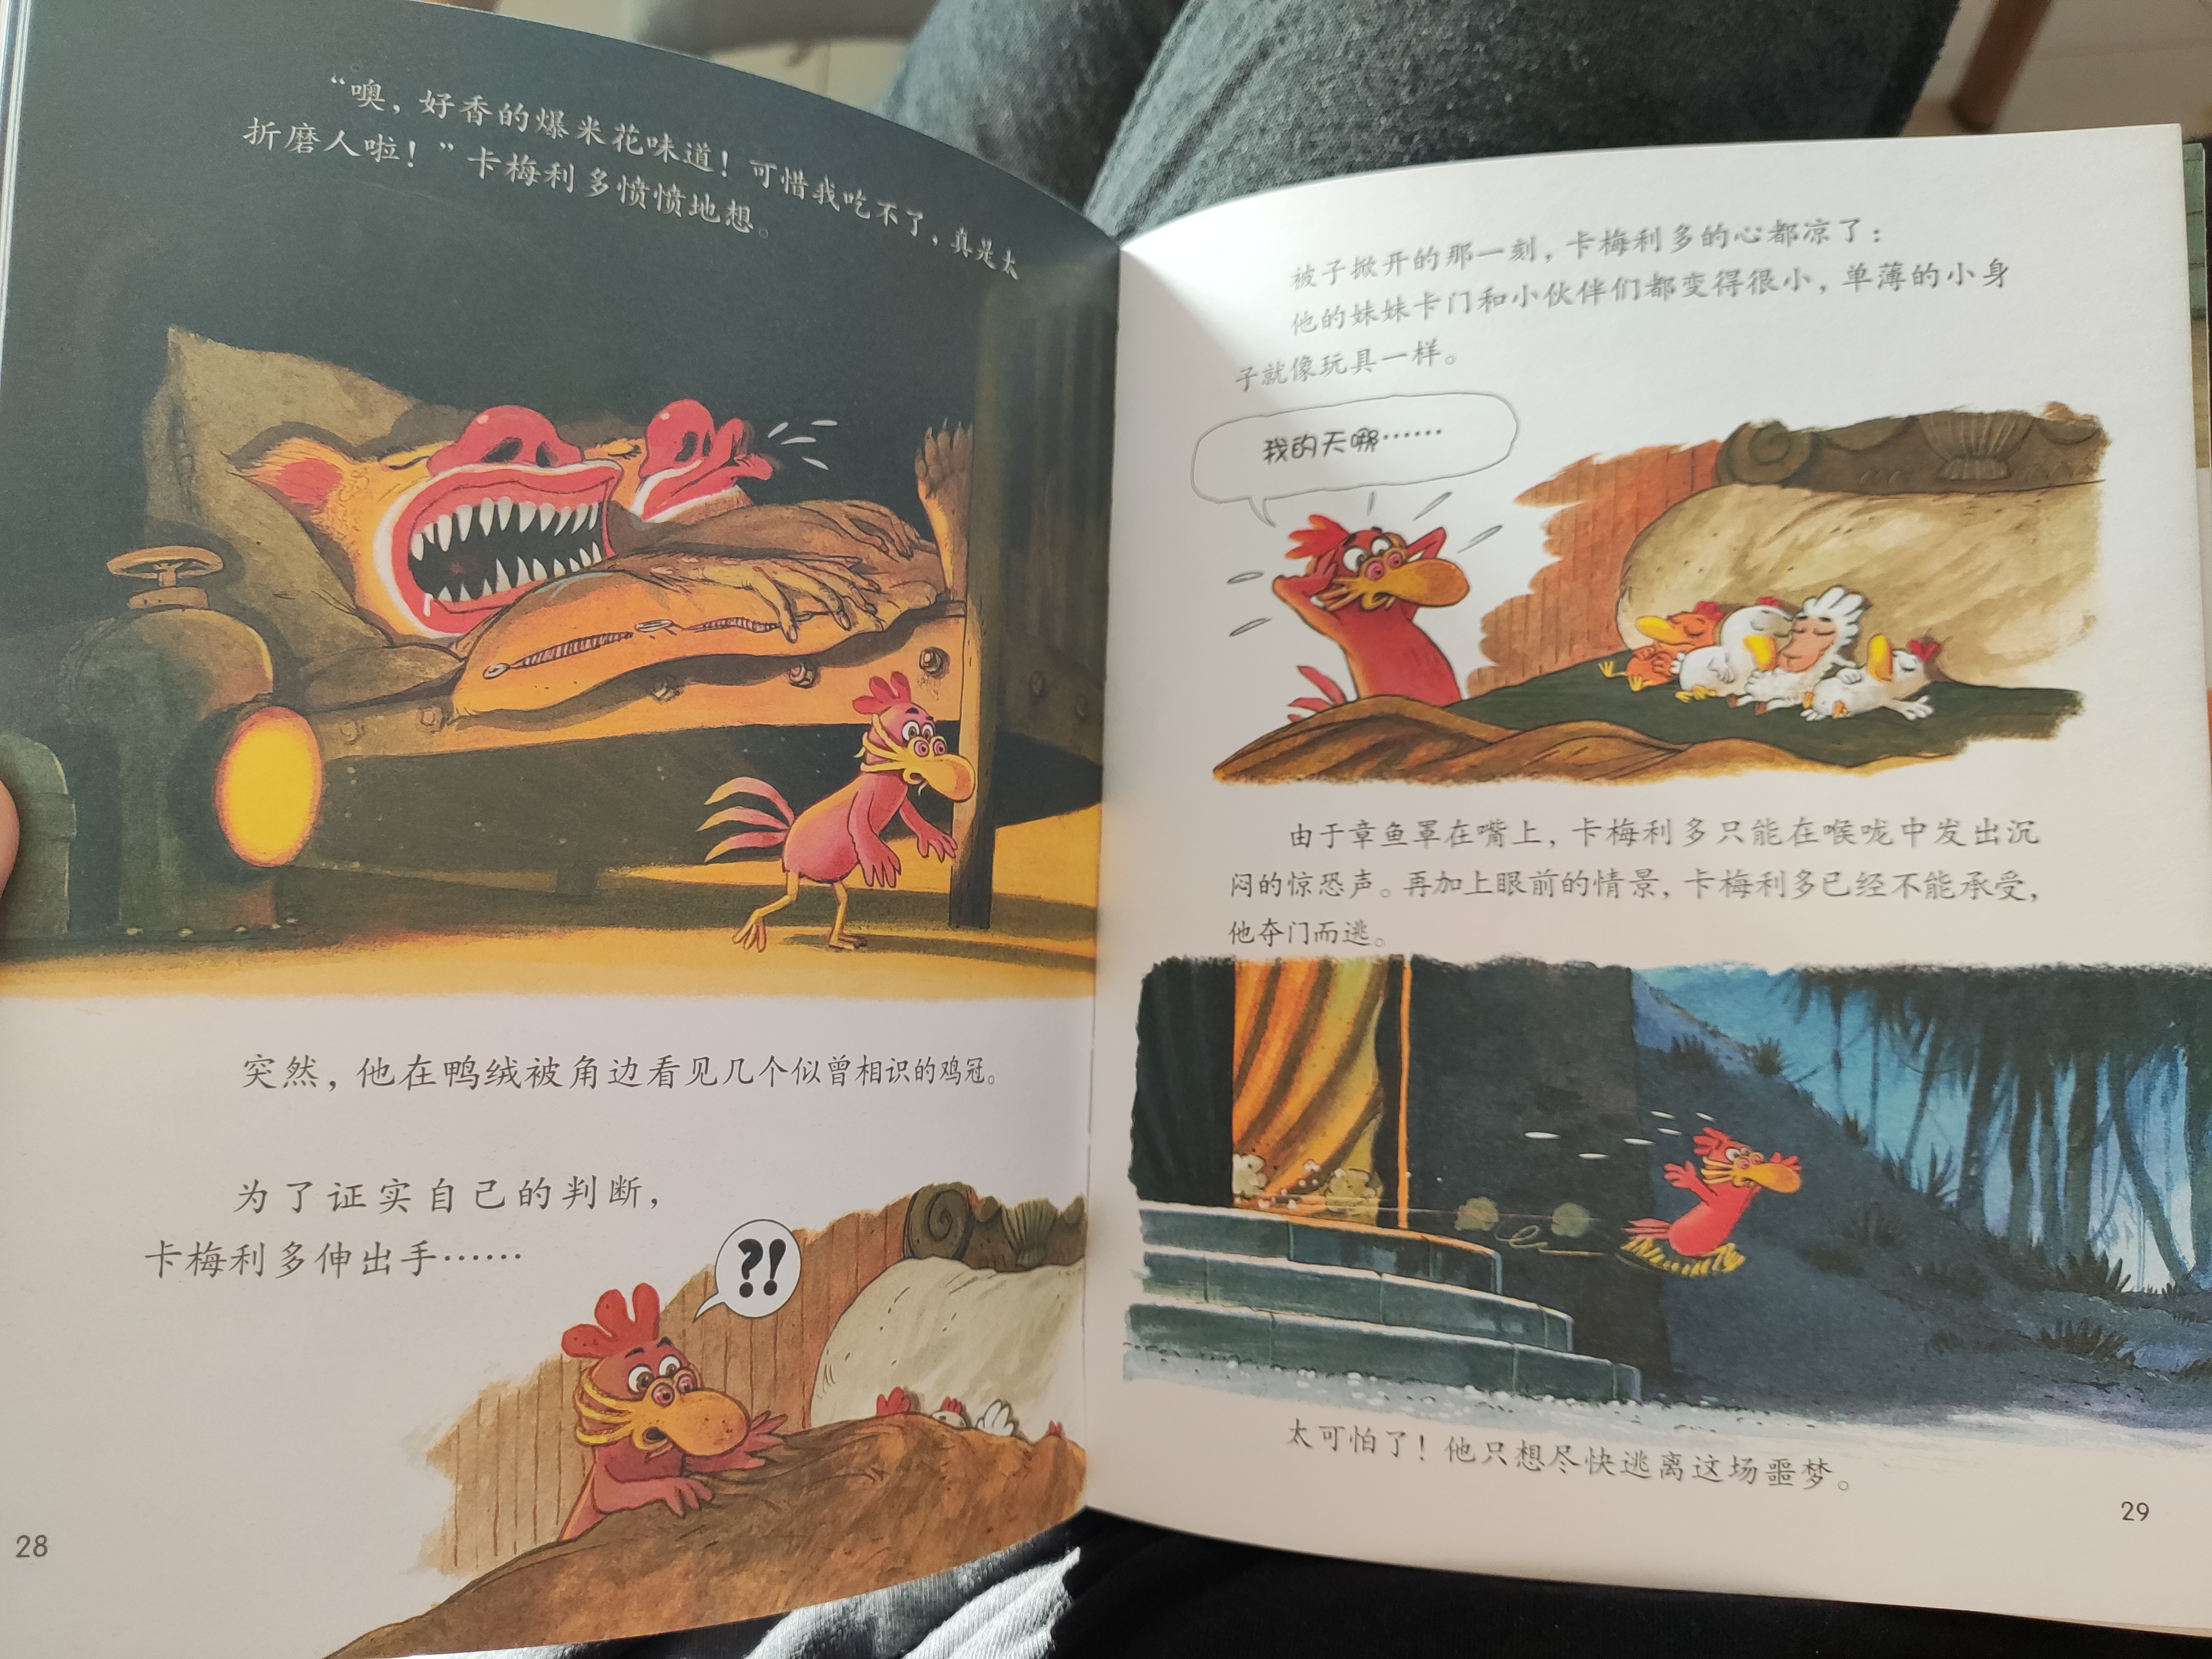 “噢，好香的爆米花味道！可惜我吃不了，真是太
折磨人啦！”卡梅利多愤愤地想。
突然，他在鸭绒被角边看见几个似曾相识的鸡冠。
为了证实自己的判断，
卡梅利多伸出手……
?!
28
被子掀开的那一刻，卡梅利多的心都凉了：
他的妹妹卡门和小伙伴们都变得很小，单薄的小身
子就像玩具一样。
我的天哪……
由于章鱼罩在嘴上，卡梅利多只能在喉咙中发出沉
闷的惊恐声。再加上眼前的情景，卡梅利多已经不能承受，
他夺门而逃。
太可怕了！他只想尽快逃离这场噩梦。
29